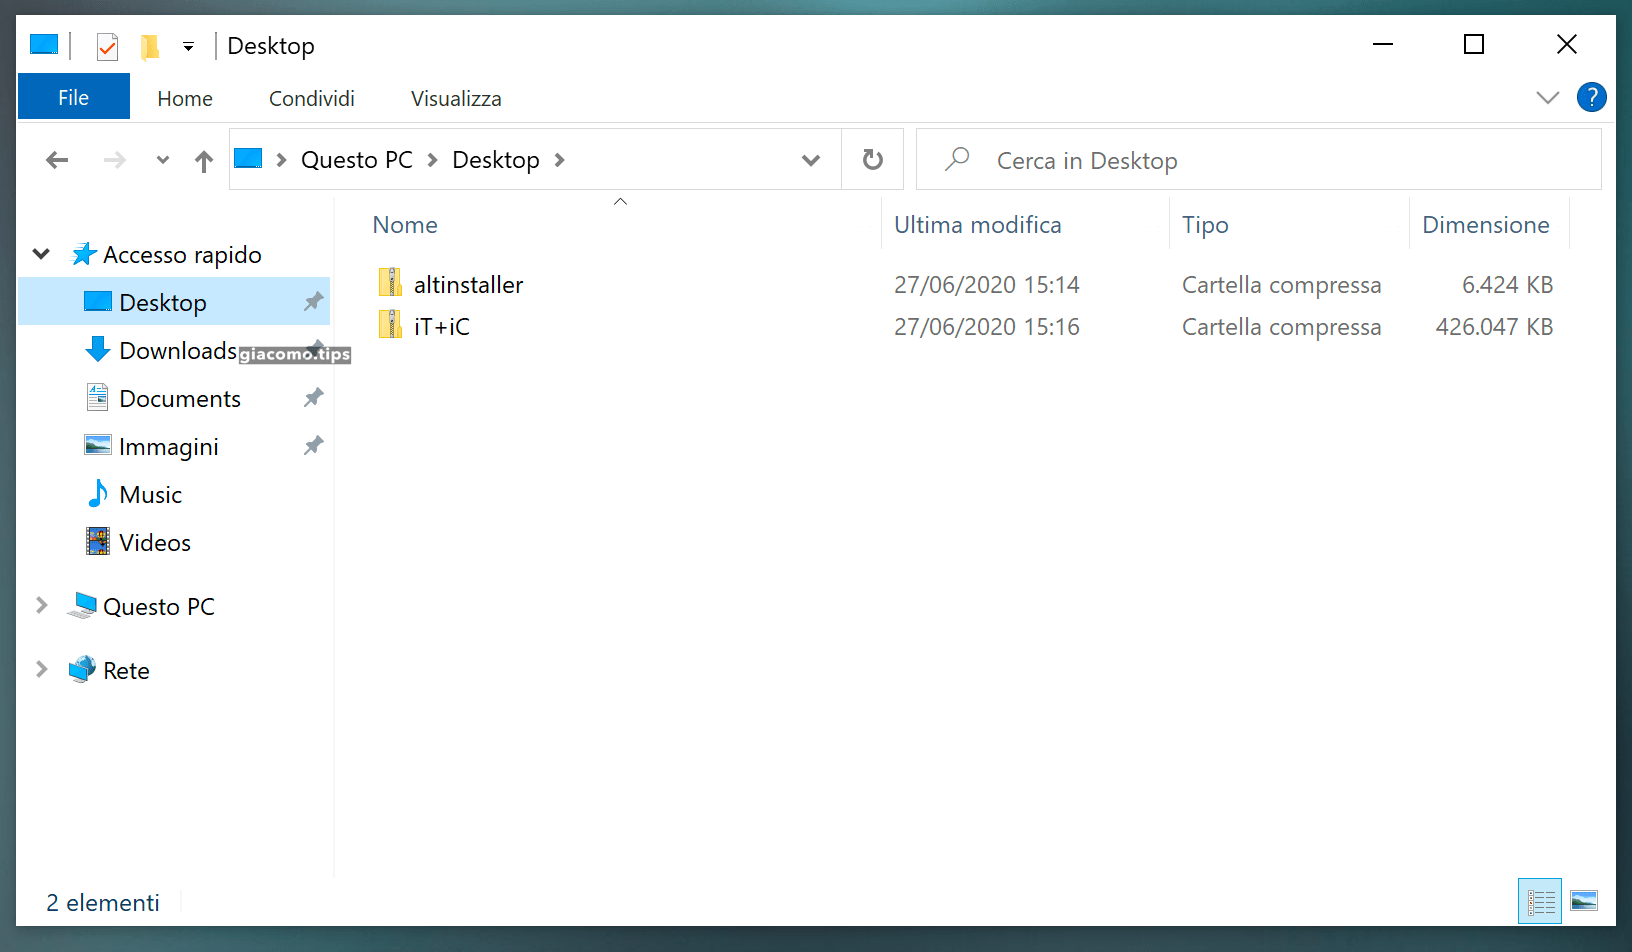 Desktop
File Home Condividi Visualizza ?
Questo PC Desktop Cerca in Desktop
Nome Ultima modifica Tipo Dimensione
Accesso rapido
altinstaller 27/06/2020 15:14 Cartella compressa 6.424 KB
Desktop
iT+iC 27/06/2020 15:16 Cartella compressa 426.047 KB
Downloads
giacomo.tips
Documents
Immagini
Music
Videos
Questo PC
Rete
2 elementi